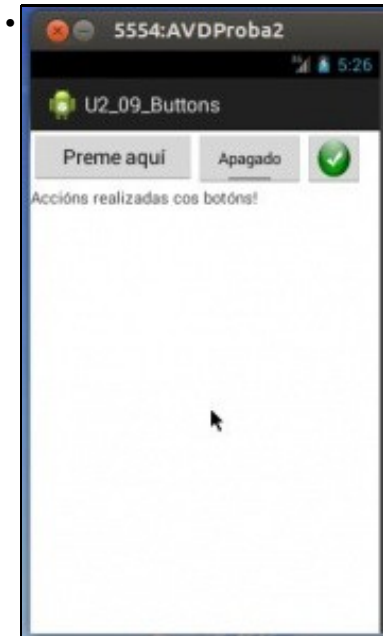 5554:AVDProba2
5:26
U2_09_Buttons
Preme aquí Apagado
Accións realizadas cos botóns!